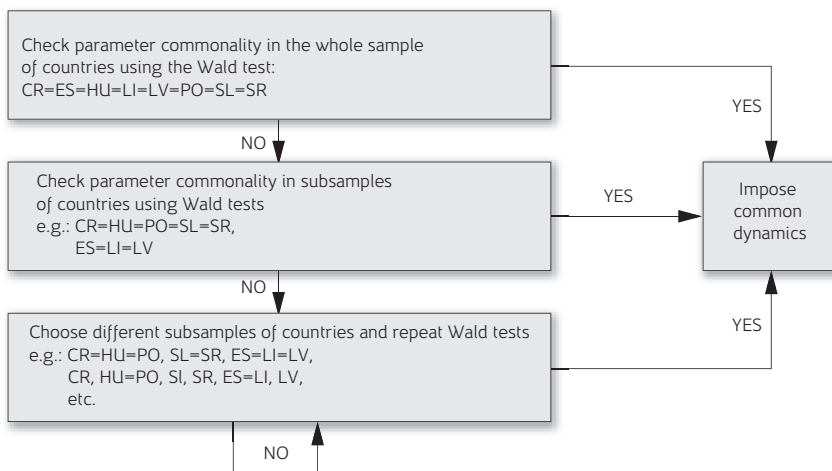 Check parameter commonality in the whole sample
of countries using the Wald test:
CR=ES=HU=LI=LV=PO=SL=SR
YES
NO
Check parameter commonality in subsamples
of countries using Wald tests
e.g.: CR=HU=PO=SL=SR,
ES=LI=LV
YES
Impose
common
dynamics
NO
Choose different subsamples of countries and repeat Wald tests
e.g.: CR=HU=PO, SL=SR, ES=LI=LV,
CR, HU=PO, Sl, SR, ES=LI, LV,
etc.
YES
NO